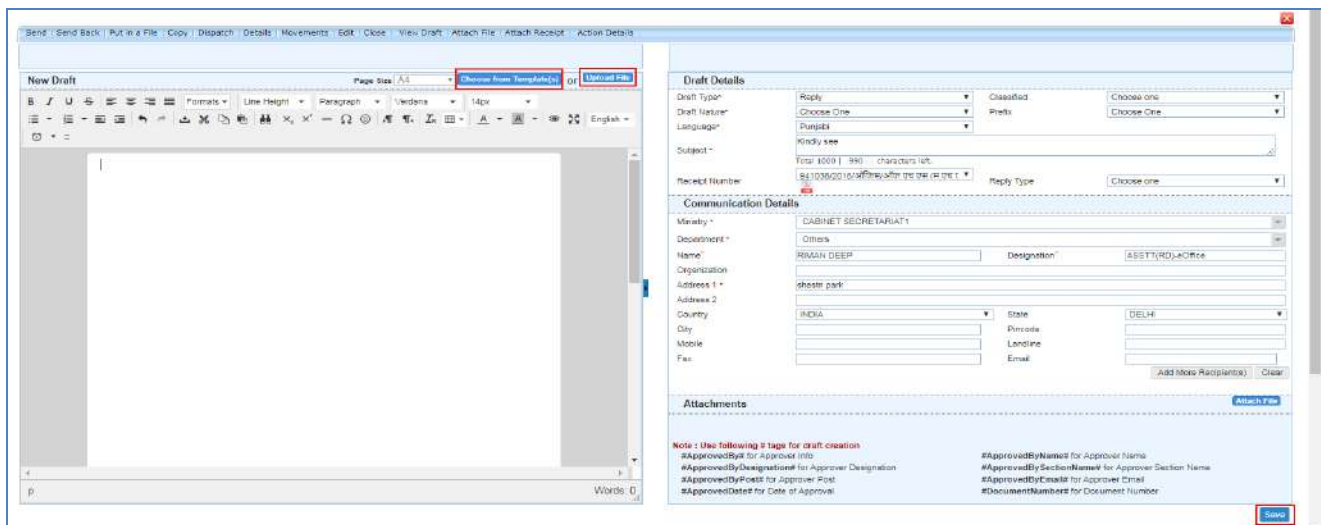 Send | Send Back | Put in a File | Copy | Dispatch | Details | Movements | Edit | Close | View Draft | Attach File | Attach Receipt | Action Details
New Draft Page Size A4 Choose from Template(s) or Upload File
B I U S Formats Line Height Paragraph Verdana 14px
English
p Words: 0
Draft Details
Draft Type* Reply Classified Choose one
Draft Nature* Choose One Prefix Choose One
Language* Punjabi
Subject * Kindly see
Total 1000 | 990 characters left.
Receipt Number Reply Type Choose one
Communication Details
Ministry * CABINET SECRETARIAT1
Department * Others
Name* RIMAN DEEP Designation* ASSTT(RD)-eOffice
Organization
Address 1 * shastri park
Address 2
Country INDIA State DELHI
City Pincode
Mobile Landline
Fax Email
Add More Recipient(s) Clear
Attachments Attach File
Note : Use following # tags for draft creation
#ApprovedBy# for Approver Info #ApprovedByName# for Approver Name
#ApprovedByDesignation# for Approver Designation #ApprovedBySectionName# for Approver Section Name
#ApprovedByPost# for Approver Post #ApprovedByEmail# for Approver Email
#ApprovedDate# for Date of Approval #DocumentNumber# for Document Number
Save